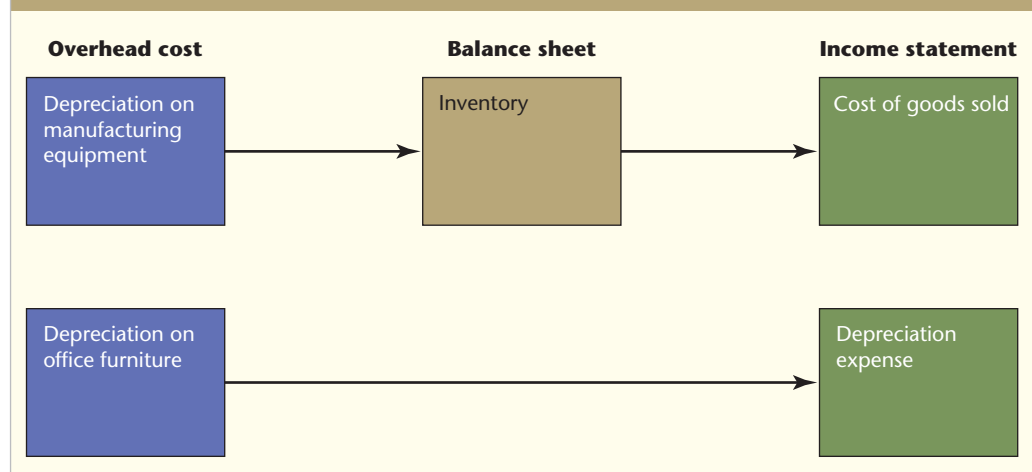 Overhead cost
Balance sheet
Income statement
Depreciation on
manufacturing
equipment
Inventory
Cost of goods sold
Depreciation on
office furniture
Depreciation
expense